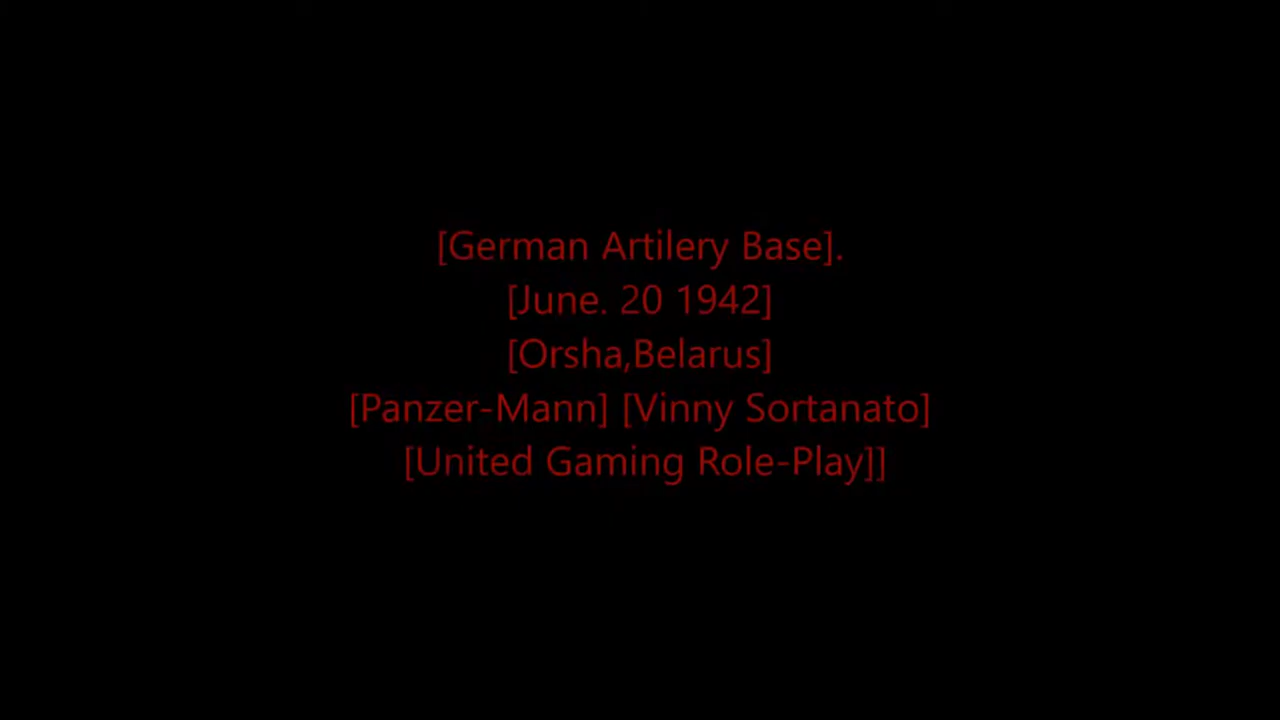 [German Artilery Base].
[June. 20 1942]
[Orsha,Belarus]
[Panzer-Mann] [Vinny Sortanato]
[United Gaming Role-Play]]